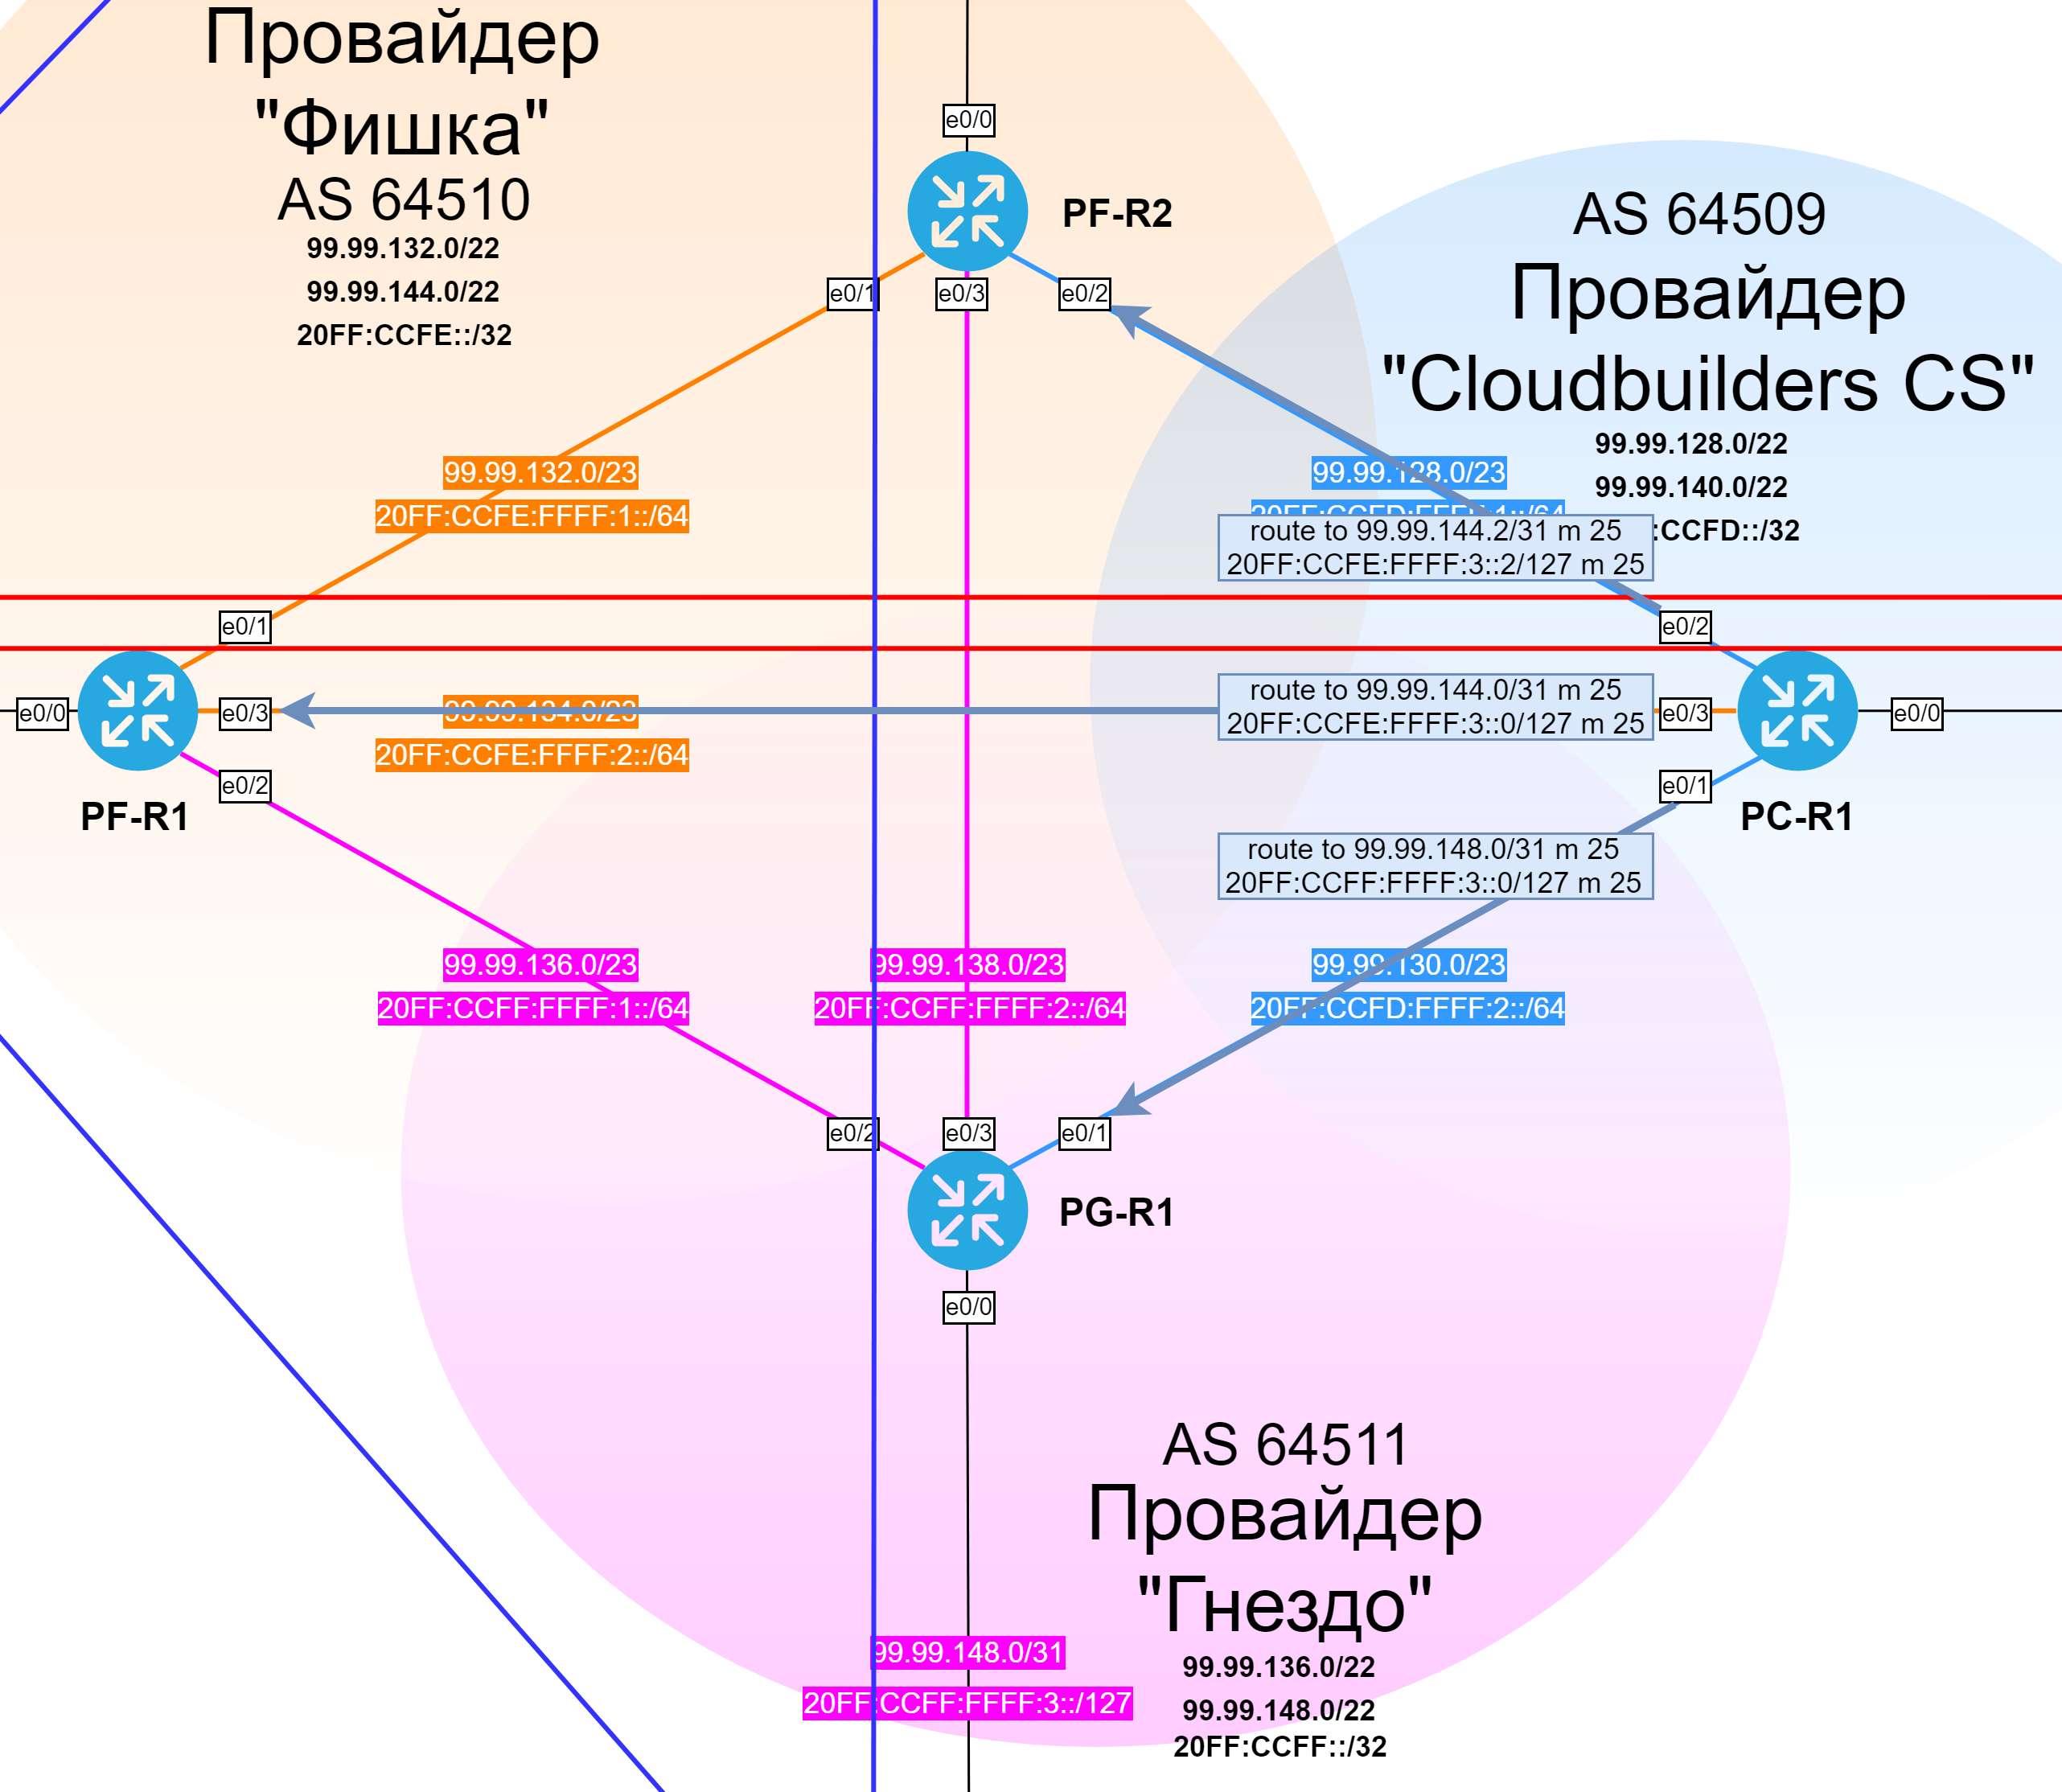 Провайдер
"Фишка"
AS 64510
99.99.132.0/22
99.99.144.0/22
20FF:CCFE::/32
e0/0
PF-R2
e0/1
e0/3
e0/2
AS 64509
Провайдер
"Cloudbuilders CS"
99.99.128.0/22
99.99.140.0/22
:CCFD::/32
99.99.132.0/23
20FF:CCFE:FFFF:1::/64
99.99.128.0/23
20FF:CCFD:FFFF:1::/64
route to 99.99.144.2/31 m 25
20FF:CCFE:FFFF:3::2/127 m 25
e0/1
e0/2
e0/0
e0/3
99.99.134.0/23
20FF:CCFE:FFFF:2::/64
route to 99.99.144.0/31 m 25
20FF:CCFE:FFFF:3::0/127 m 25
e0/3
e0/0
e0/2
e0/1
PF-R1
PC-R1
route to 99.99.148.0/31 m 25
20FF:CCFF:FFFF:3::0/127 m 25
99.99.136.0/23
20FF:CCFF:FFFF:1::/64
99.99.138.0/23
20FF:CCFF:FFFF:2::/64
99.99.130.0/23
20FF:CCFD:FFFF:2::/64
e0/2
e0/3
e0/1
PG-R1
e0/0
AS 64511
Провайдер
"Гнездо"
99.99.136.0/22
99.99.148.0/22
20FF:CCFF::/32
99.99.148.0/31
20FF:CCFF:FFFF:3::/127